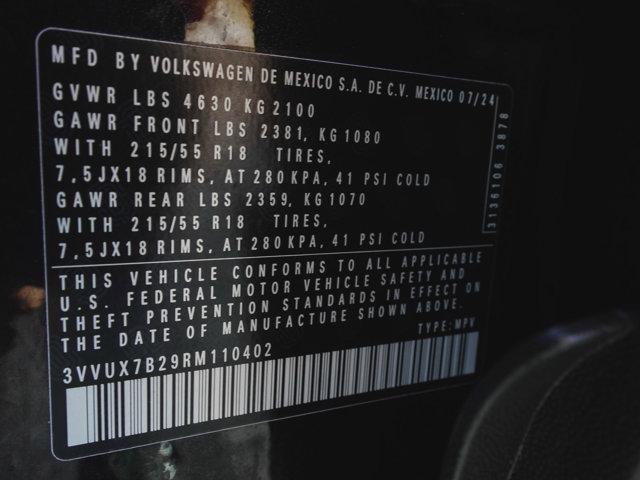 MFD BY VOLKSWAGEN DE MEXICO S.A. DE C.V. MEXICO 07/24
GVWR LBS 4630 KG 2100
GAWR FRONT LBS 2381, KG 1080
WITH 215/55 R18 TIRES,
7,5JX18 RIMS, AT 280 KPA, 41 PSI COLD
GAWR REAR LBS 2359, KG 1070
WITH 215/55 R18 TIRES,
7,5JX18 RIMS, AT 280 KPA, 41 PSI COLD
3136106 3878
THIS VEHICLE CONFORMS TO ALL APPLICABLE
U.S. FEDERAL MOTOR VEHICLE SAFETY AND
THEFT PREVENTION STANDARDS IN EFFECT ON
THE DATE OF MANUFACTURE SHOWN ABOVE.
TYPE: MPV
3VVUX7B29RM110402